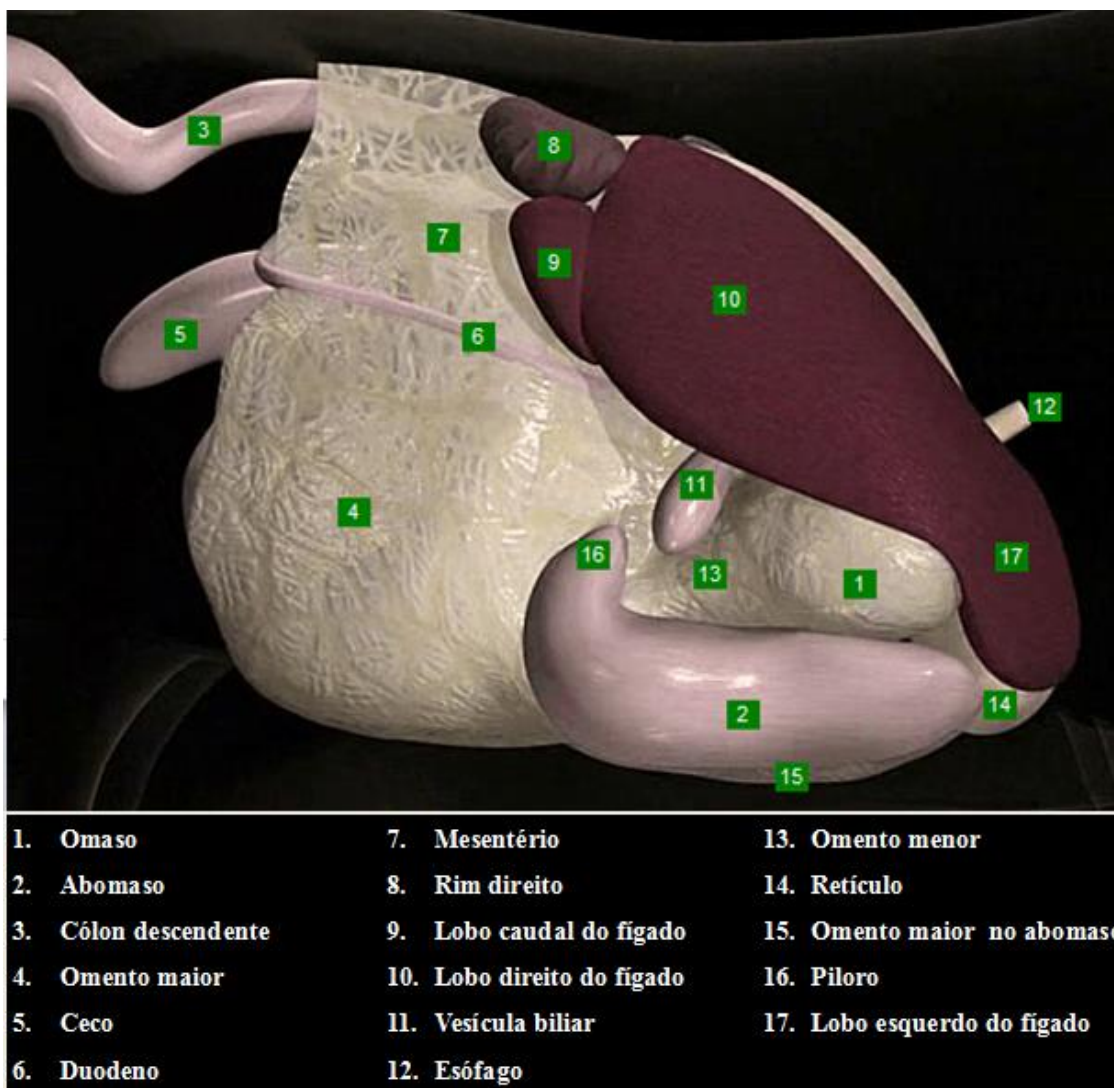 3
8
7
9
10
6
5
12
11
4
16
13
1
17
14
2
15
1. Omaso
2. Abomaso
3. Cólon descendente
4. Omento maior
5. Ceco
6. Duodeno
7. Mesentério
8. Rim direito
9. Lobo caudal do fígado
10. Lobo direito do fígado
11. Vesícula biliar
12. Esófago
13. Omento menor
14. Retículo
15. Omento maior no abomaso
16. Piloro
17. Lobo esquerdo do fígado